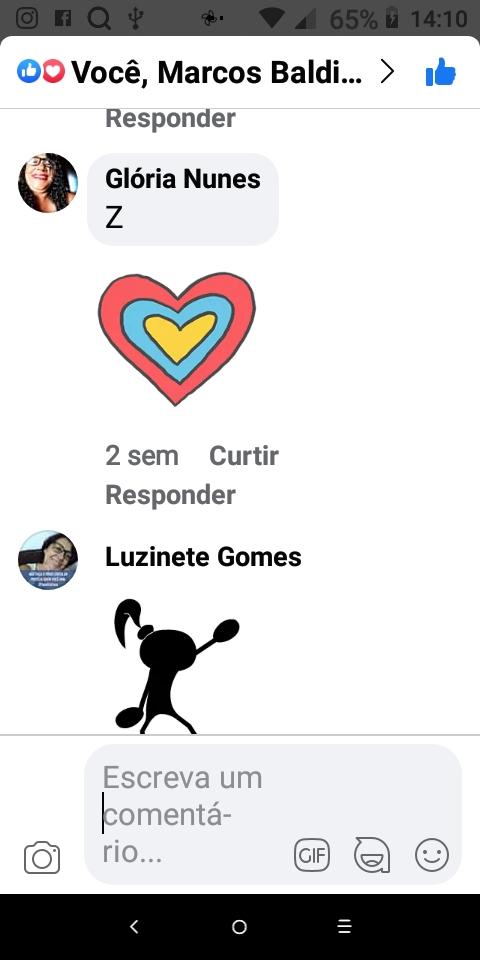 65% 14:10
Você, Marcos Baldi...
Responder
Glória Nunes
Z
2 sem Curtir
Responder
Luzinete Gomes
Escreva um
comentá-
rio...
GIF